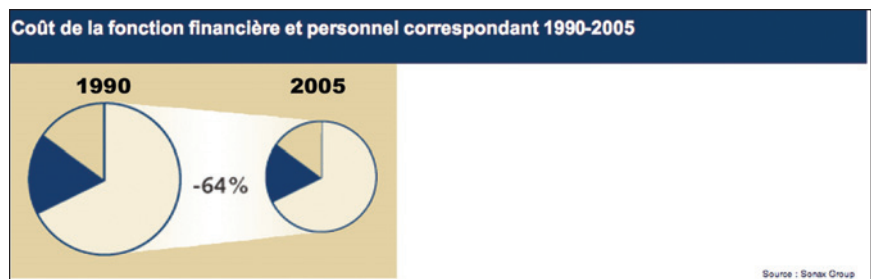 Coût de la fonction financière et personnel correspondant 1990-2005
1990 2005
-64%
Source : Sonax Group